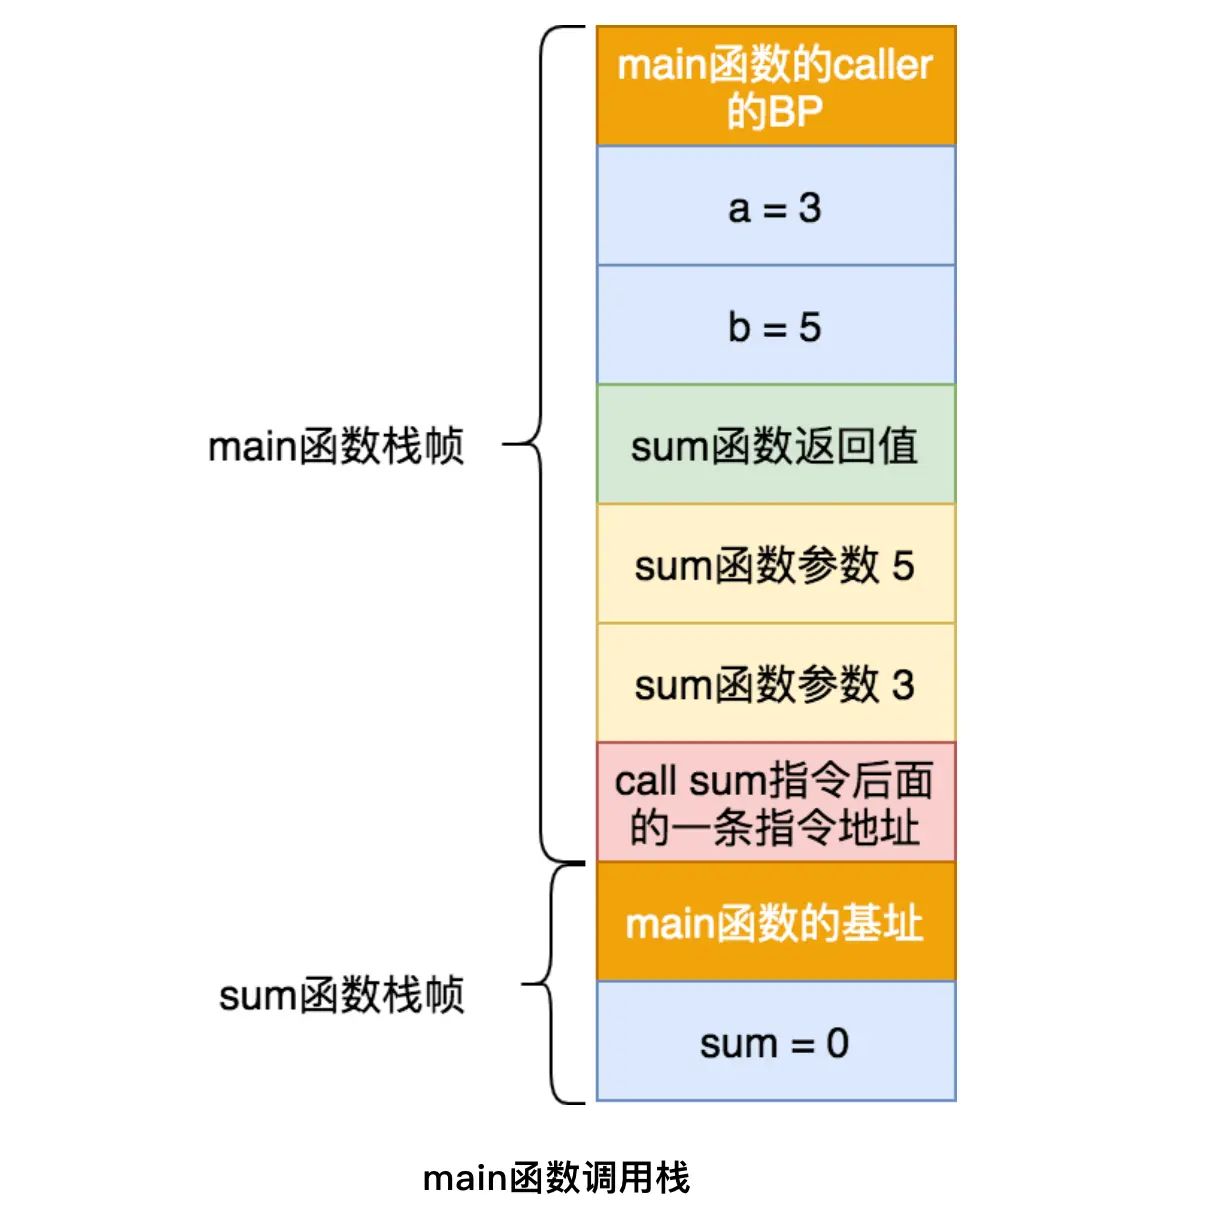 main函数的caller
的BP
a = 3
b = 5
main函数栈帧
sum函数返回值
sum函数参数 5
sum函数参数 3
call sum指令后面
的一条指令地址
main函数的基址
sum函数栈帧
sum = 0
main函数调用栈